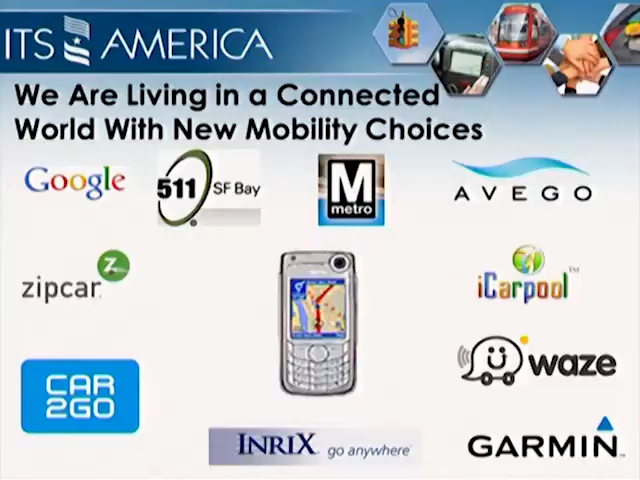 ITS AMERICA
We Are Living in a Connected
World With New Mobility Choices
Google
511 SF Bay
M
metro
AVEGO
zipcar
Z
iCarpool™
CAR
2GO
waze
INRIX go anywhere
GARMIN